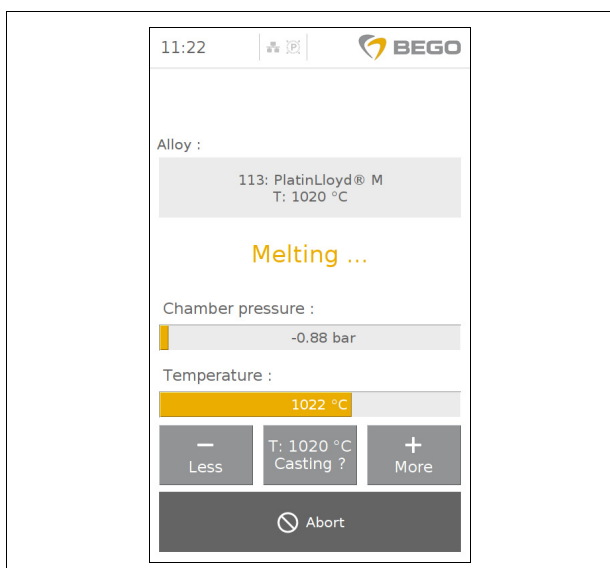 11:22
P
BEGO
Alloy :
113: PlatinLloyd® M
T: 1020 °C
Melting ...
Chamber pressure :
-0.88 bar
Temperature :
1022 °C
− Less
T: 1020 °C
Casting ?
+ More
Abort